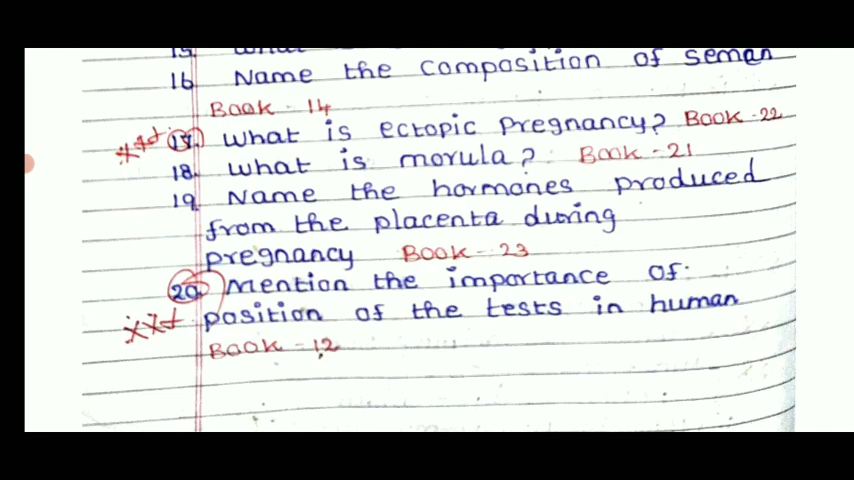 15. What
16 Name the composition of semen
Book - 14
17. What is ectopic pregnancy? Book - 22
18. What is morula? Book - 21
19. Name the hormones produced
from the placenta during
pregnancy Book - 23
20. Mention the importance of
position of the tests in human
Book - 12